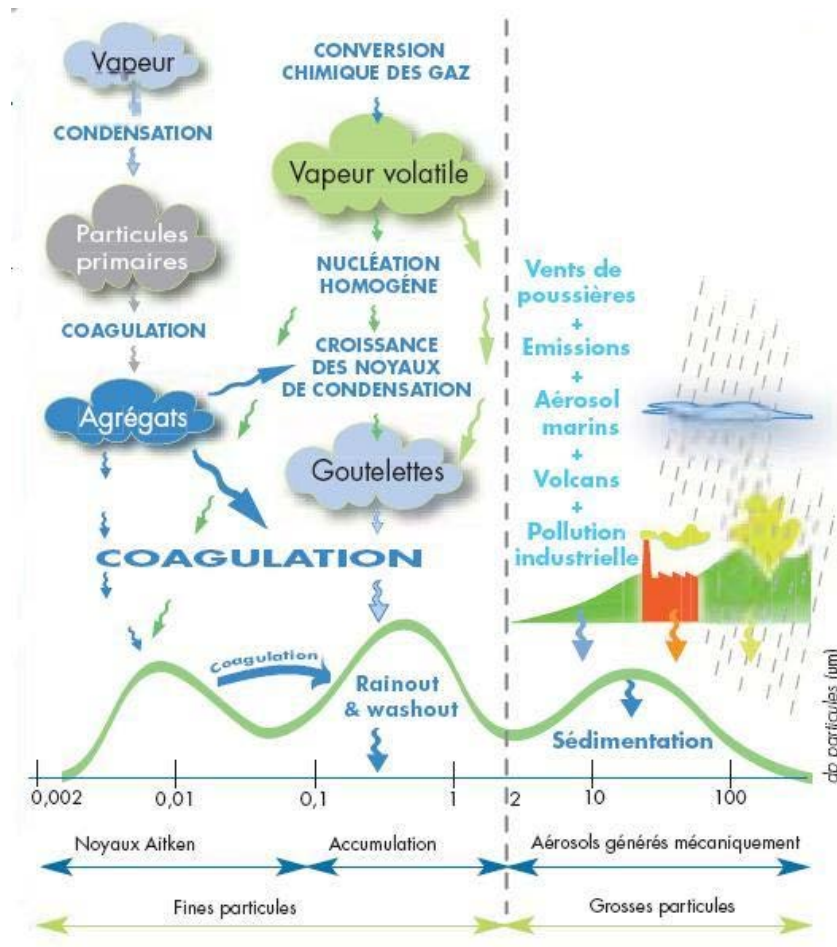 Vapeur
CONDENSATION
Particules
primaires
COAGULATION
Agrégats
CONVERSION
CHIMIQUE DES GAZ
Vapeur volatile
NUCLÉATION
HOMOGÉNE
CROISSANCE
DES NOYAUX
DE CONDENSATION
Goutelettes
COAGULATION
Vents de
poussières
+
Emissions
+
Aérosol
marins
+
Volcans
+
Pollution
industrielle
Coagulation
Rainout
& washout
Sédimentation
dp particules (um)
0,002 0,01 0,1 1 2 10 100
Noyaux Aitken Accumulation Aérosols générés mécaniquement
Fines particules Grosses particules